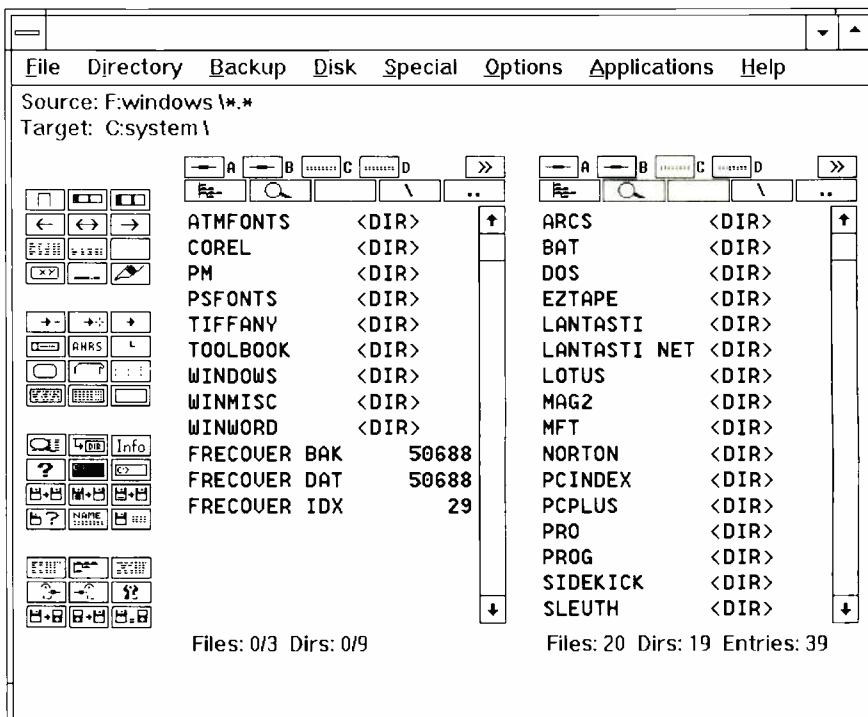 File Directory Backup Disk Special Options Applications Help
Source: F:windows \*.*
Target: C:system \
A B C D >>
\ ..
ATMFONTS <DIR>
COREL <DIR>
PM <DIR>
PSFONTS <DIR>
TIFFANY <DIR>
TOOLBOOK <DIR>
WINDOWS <DIR>
WINMISC <DIR>
WINWORD <DIR>
FRECOVER BAK 50688
FRECOVER DAT 50688
FRECOVER IDX 29
Files: 0/3 Dirs: 0/9
A B C D >>
\ ..
ARCS <DIR>
BAT <DIR>
DOS <DIR>
EZTAPE <DIR>
LANTASTI <DIR>
LANTASTI NET <DIR>
LOTUS <DIR>
MAG2 <DIR>
MFT <DIR>
NORTON <DIR>
PCINDEX <DIR>
PCPLUS <DIR>
PRO <DIR>
PROG <DIR>
SIDEKICK <DIR>
SLEUTH <DIR>
Files: 20 Dirs: 19 Entries: 39
XY
AHRS
DIR Info
? C>
? NAME